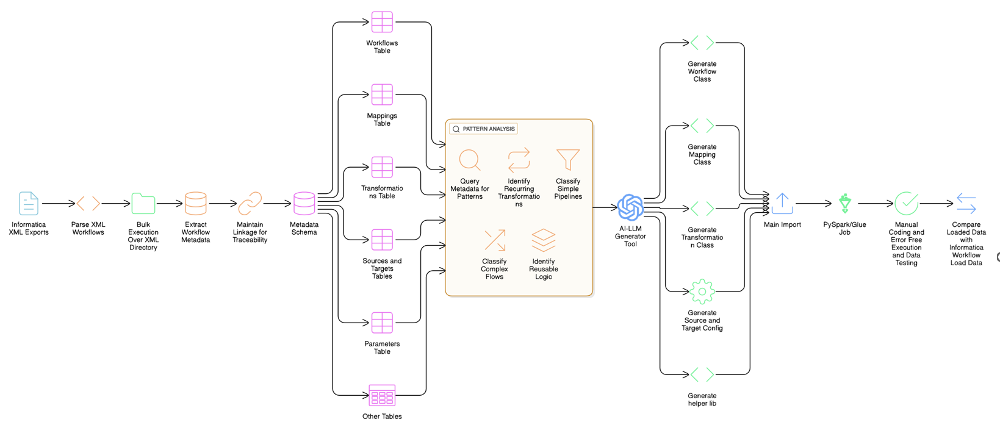 Informatica
XML Exports
Parse XML
Workflows
Bulk
Execution
Over XML
Directory
Extract
Workflow
Metadata
Maintain
Linkage for
Traceability
Metadata
Schema
Workflows
Table
Mappings
Table
Transformatio
ns Table
Sources and
Targets
Tables
Parameters
Table
Other Tables
PATTERN ANALYSIS
Query
Metadata for
Patterns
Identify
Recurring
Transformatio
ns
Classify
Simple
Pipelines
Classify
Complex
Flows
Identify
Reusable
Logic
AI-LLM
Generator
Tool
Generate
Workflow
Class
Generate
Mapping
Class
Generate
Transformatio
n Class
Generate
Source and
Target Config
Generate
helper lib
Main Import
PySpark/Glue
Job
Manual
Coding and
Error Free
Execution
and Data
Testing
Compare
Loaded Data
with
Informatica
Workflow
Load Data